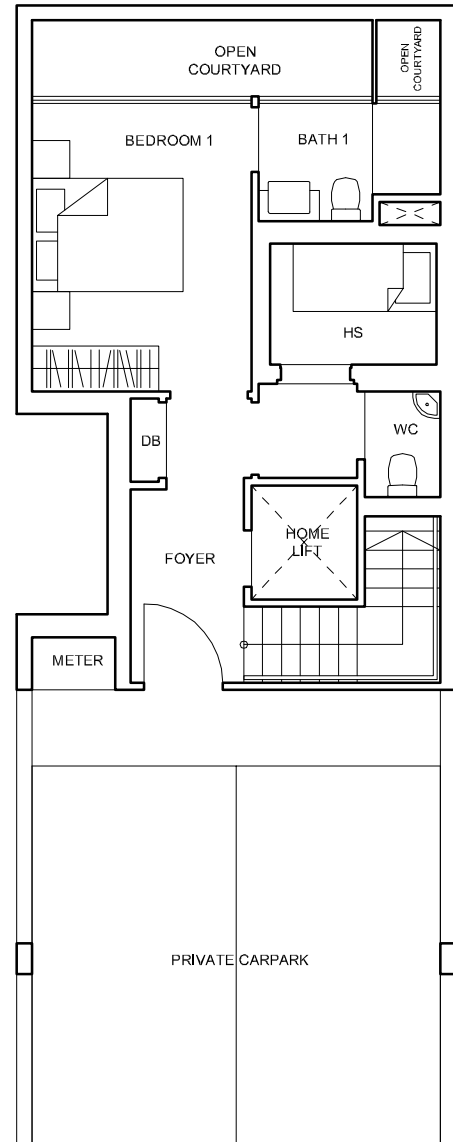 OPEN
COURTYARD
OPEN
COURTYARD
BEDROOM 1
BATH 1
HS
WC
DB
HOME
LIFT
FOYER
METER
PRIVATE CARPARK